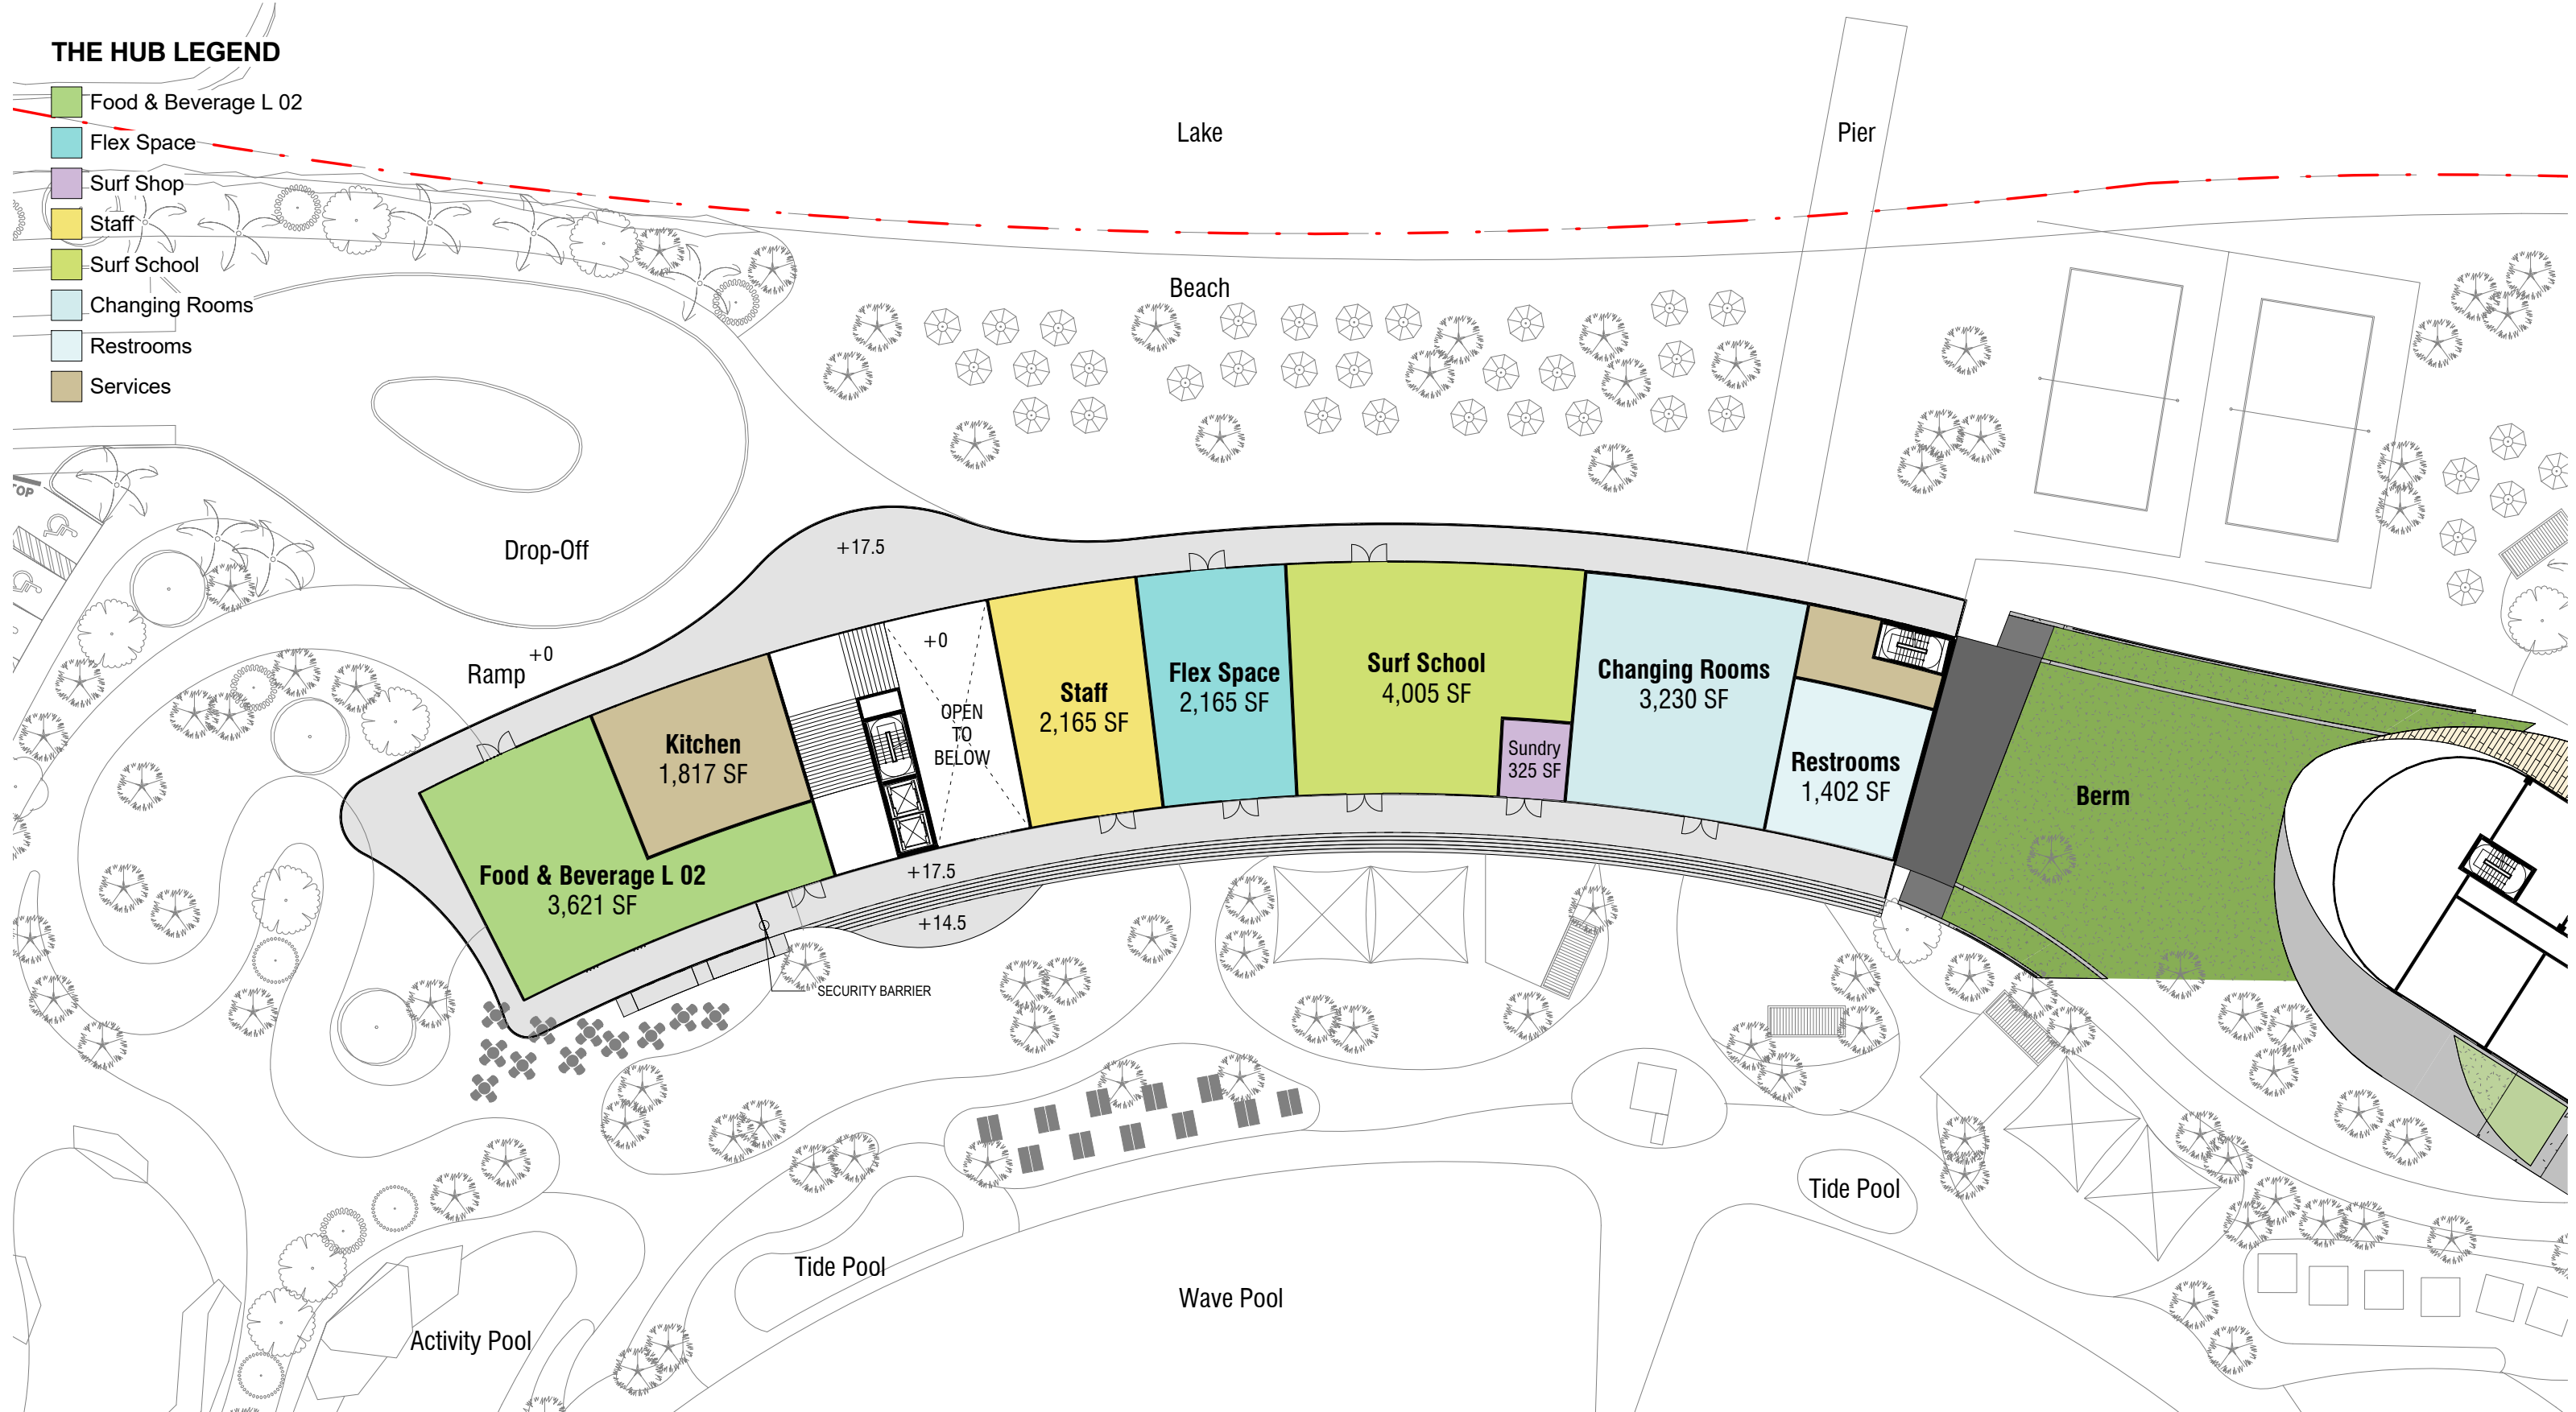 THE HUB LEGEND
Food & Beverage L 02
Flex Space
Surf Shop
Staff
Surf School
Changing Rooms
Restrooms
Services
Lake
Pier
Beach
Drop-Off
+17.5
Ramp
+0
+0
OPEN
TO
BELOW
Kitchen
1,817 SF
Food & Beverage L 02
3,621 SF
Staff
2,165 SF
Flex Space
2,165 SF
Surf School
4,005 SF
Sundry
325 SF
Changing Rooms
3,230 SF
Restrooms
1,402 SF
Berm
+17.5
+14.5
SECURITY BARRIER
Tide Pool
Tide Pool
Wave Pool
Activity Pool